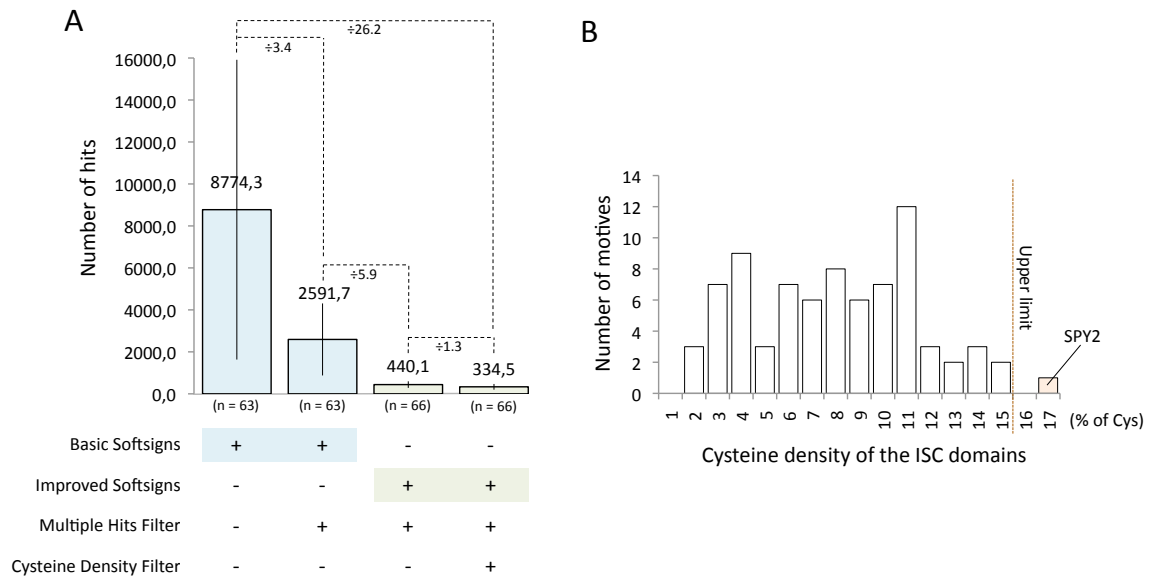 A
÷26.2
÷3.4
16000,0
14000,0
12000,0
10000,0
8000,0
6000,0
4000,0
2000,0
0,0
Number of hits
8774,3
2591,7
÷5.9
440,1
÷1.3
334,5
(n = 63)
(n = 63)
(n = 66)
(n = 66)
Basic Softsigns + + - -
Improved Softsigns - - + +
Multiple Hits Filter - + + +
Cysteine Density Filter - - - +
B
14
12
10
8
6
4
2
0
Number of motives
Upper limit
SPY2
1 2 3 4 5 6 7 8 9 10 11 12 13 14 15 16 17 (% of Cys)
Cysteine density of the ISC domains